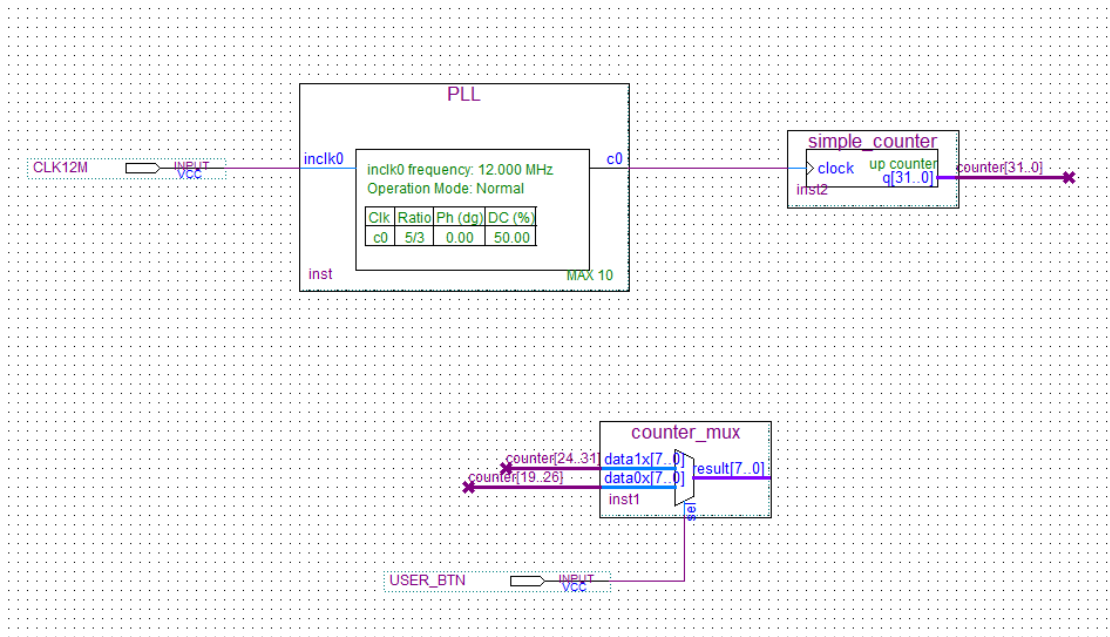 PLL
CLK12M
INPUT
VCC
inclk0
c0
inclk0 frequency: 12.000 MHz
Operation Mode: Normal
Clk Ratio Ph (dg) DC (%)
c0 5/3 0.00 50.00
inst
MAX 10
simple_counter
clock
up counter
q[31..0]
inst2
counter[31..0]
counter_mux
counter[24..31]
data1x[7..0]
counter[19..26]
data0x[7..0]
result[7..0]
inst1
sel
USER_BTN
INPUT
VCC